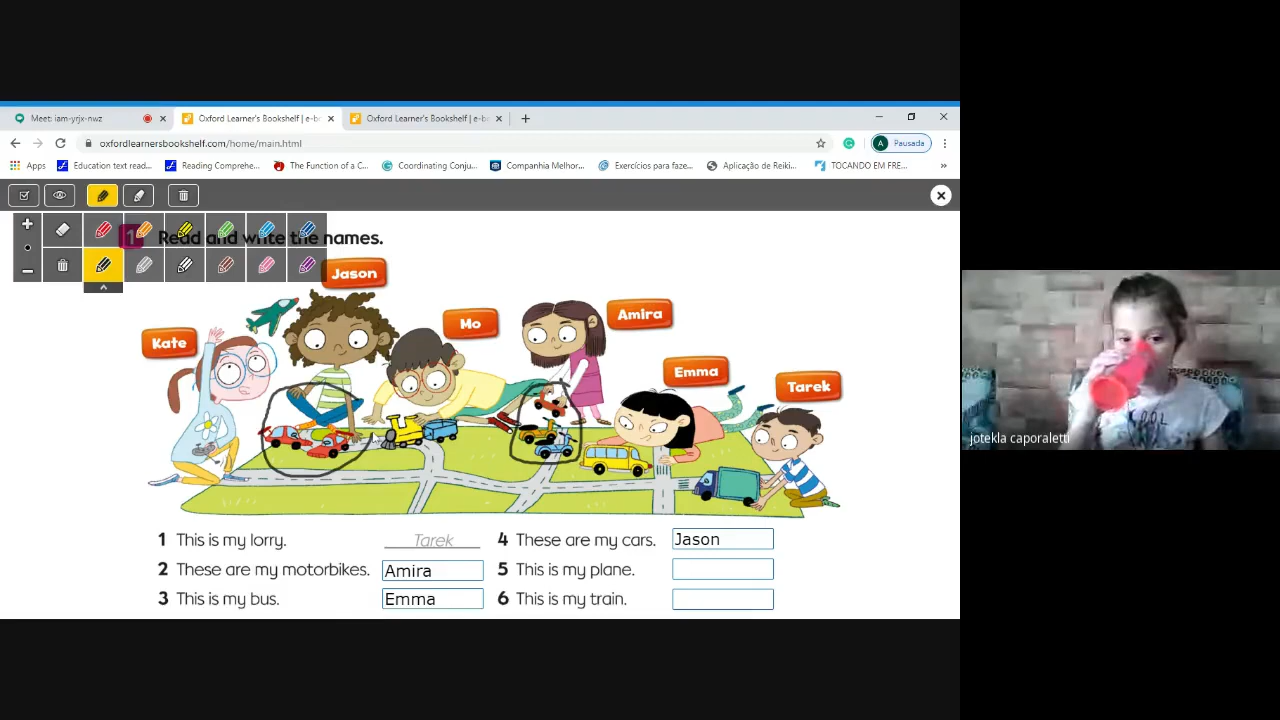 Meet: iam-yrjx-nwz
Oxford Learner's Bookshelf | e-b
Oxford Learner's Bookshelf | e-b
oxfordlearnersbookshelf.com/home/main.html
A Pausada
Apps
Education text read...
Reading Comprehe...
The Function of a C...
Coordinating Conju...
Companhia Melhor...
Exercícios para faze...
Aplicação de Reiki...
TOCANDO EM FRE...
»
1 Read and write the names.
Jason
Mo
Amira
Kate
Emma
Tarek
1 This is my lorry. Tarek
2 These are my motorbikes. Amira
3 This is my bus. Emma
4 These are my cars. Jason
5 This is my plane.
6 This is my train.
jotekla caporaletti